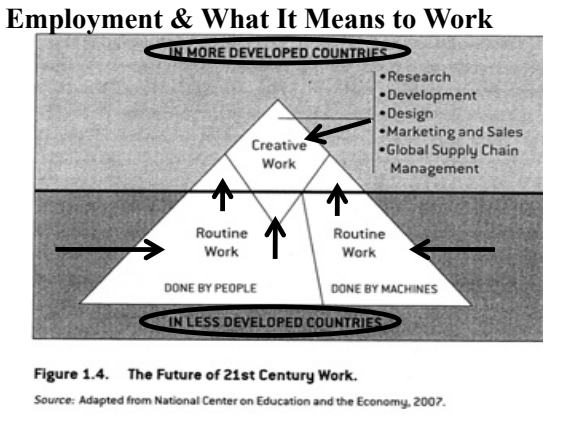 Employment & What It Means to Work
IN MORE DEVELOPED COUNTRIES
•Research
•Development
•Design
•Marketing and Sales
•Global Supply Chain
Management
Creative
Work
Routine
Work
Routine
Work
DONE BY PEOPLE
DONE BY MACHINES
IN LESS DEVELOPED COUNTRIES
Figure 1.4. The Future of 21st Century Work.
Source: Adapted from National Center on Education and the Economy, 2007.